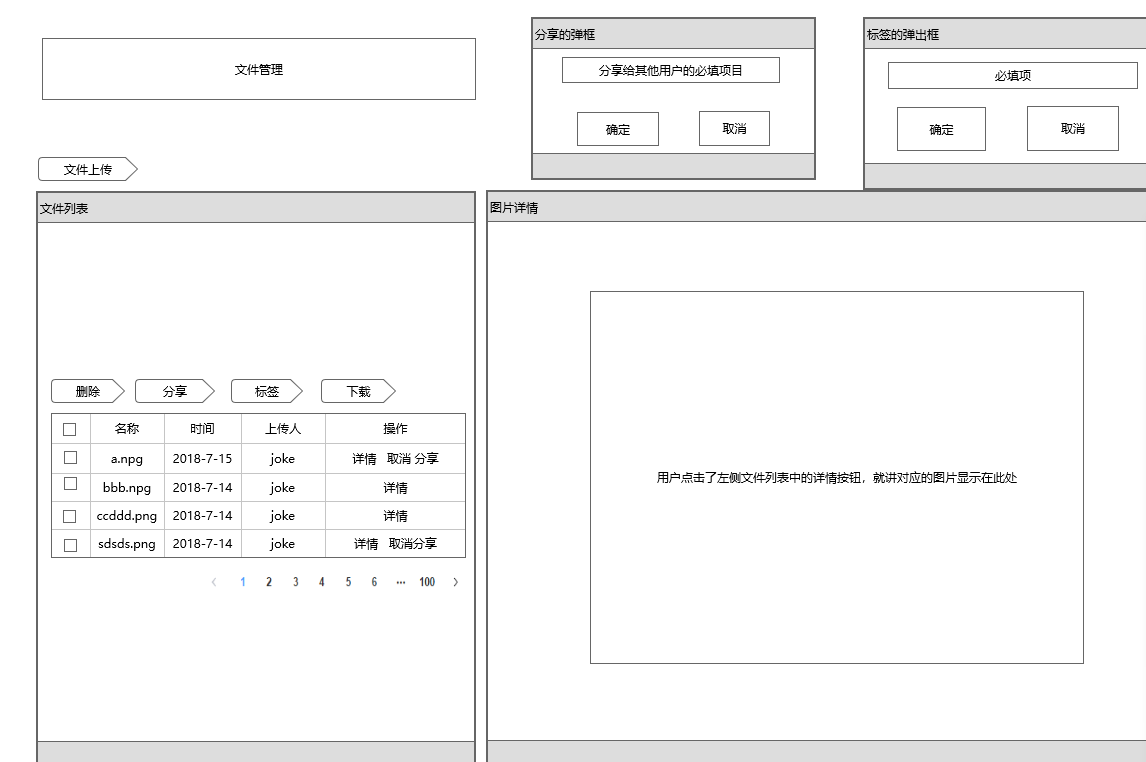 文件管理
分享的弹框
分享给其他用户的必填项目
确定 取消
标签的弹出框
必填项
确定 取消
文件上传
文件列表
删除 分享 标签 下载
名称 时间 上传人 操作
a.npg 2018-7-15 joke 详情 取消 分享
bbb.npg 2018-7-14 joke 详情
ccddd.png 2018-7-14 joke 详情
sdsds.png 2018-7-14 joke 详情 取消分享
< 1 2 3 4 5 6 ··· 100 >
图片详情
用户点击了左侧文件列表中的详情按钮，就讲对应的图片显示在此处